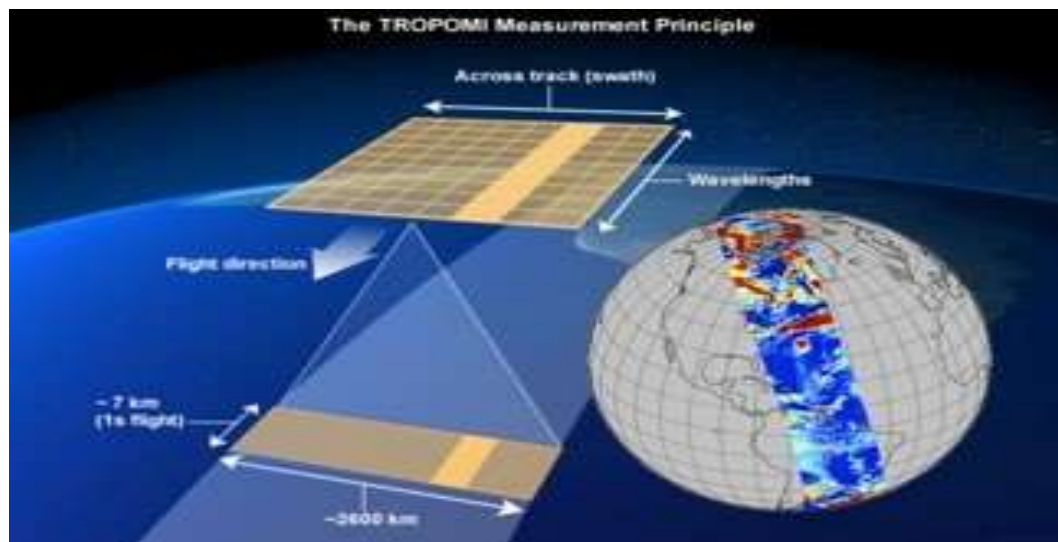 The TROPOMI Measurement Principle
Across track (swath)
Wavelengths
Flight direction
~ 7 km
(1s flight)
~2600 km